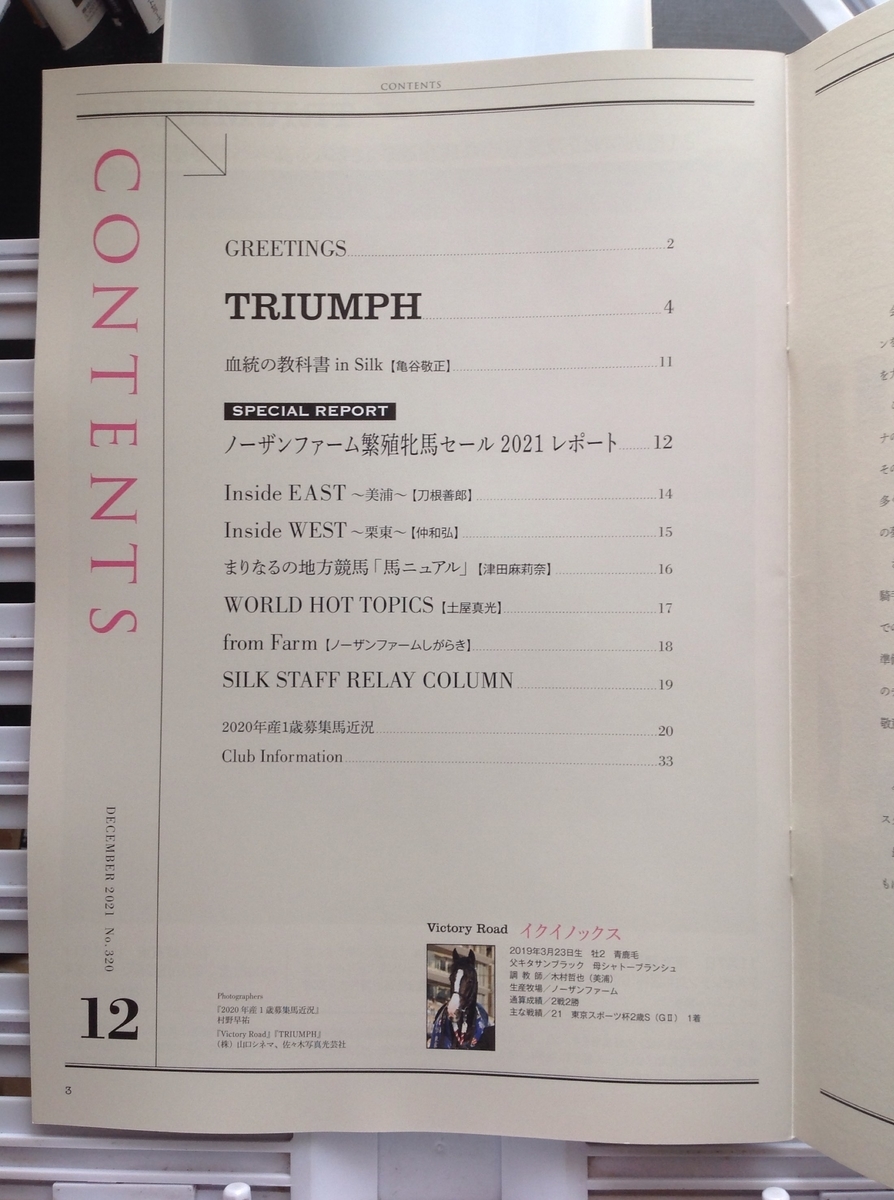 CONTENTS
CONTENTS
GREETINGS 2
TRIUMPH 4
血統の教科書 in Silk【亀谷敬正】 11
SPECIAL REPORT
ノーザンファーム繁殖牝馬セール 2021 レポート 12
Inside EAST ～美浦～【刀根善郎】 14
Inside WEST ～栗東～【仲和弘】 15
まりなるの地方競馬「馬ニュアル」【津田麻莉奈】 16
WORLD HOT TOPICS【土屋真光】 17
from Farm【ノーザンファームしがらき】 18
SILK STAFF RELAY COLUMN 19
2020年産1歳募集馬近況 20
Club Information 33
DECEMBER 2021 No.320
12
Victory Road イクイノックス
2019年3月23日生 牡2 青鹿毛
父キタサンブラック 母シャトーブランシュ
調教師／木村哲也（美浦）
生産牧場／ノーザンファーム
通算成績／2戦2勝
主な戦績／21 東京スポーツ杯2歳S（GⅡ） 1着
Photographers
『2020年産1歳募集馬近況』
村野早祐
『Victory Road』『TRIUMPH』
（株）山口シネマ、佐々木写真光芸社
3